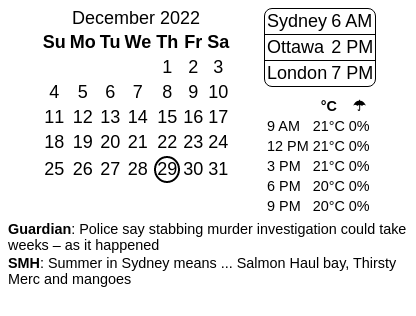 December 2022
Su Mo Tu We Th Fr Sa
1 2 3
4 5 6 7 8 9 10
11 12 13 14 15 16 17
18 19 20 21 22 23 24
25 26 27 28 29 30 31
Sydney 6 AM
Ottawa 2 PM
London 7 PM
°C ☂
9 AM 21°C 0%
12 PM 21°C 0%
3 PM 21°C 0%
6 PM 20°C 0%
9 PM 20°C 0%
Guardian: Police say stabbing murder investigation could take
weeks – as it happened
SMH: Summer in Sydney means ... Salmon Haul bay, Thirsty
Merc and mangoes